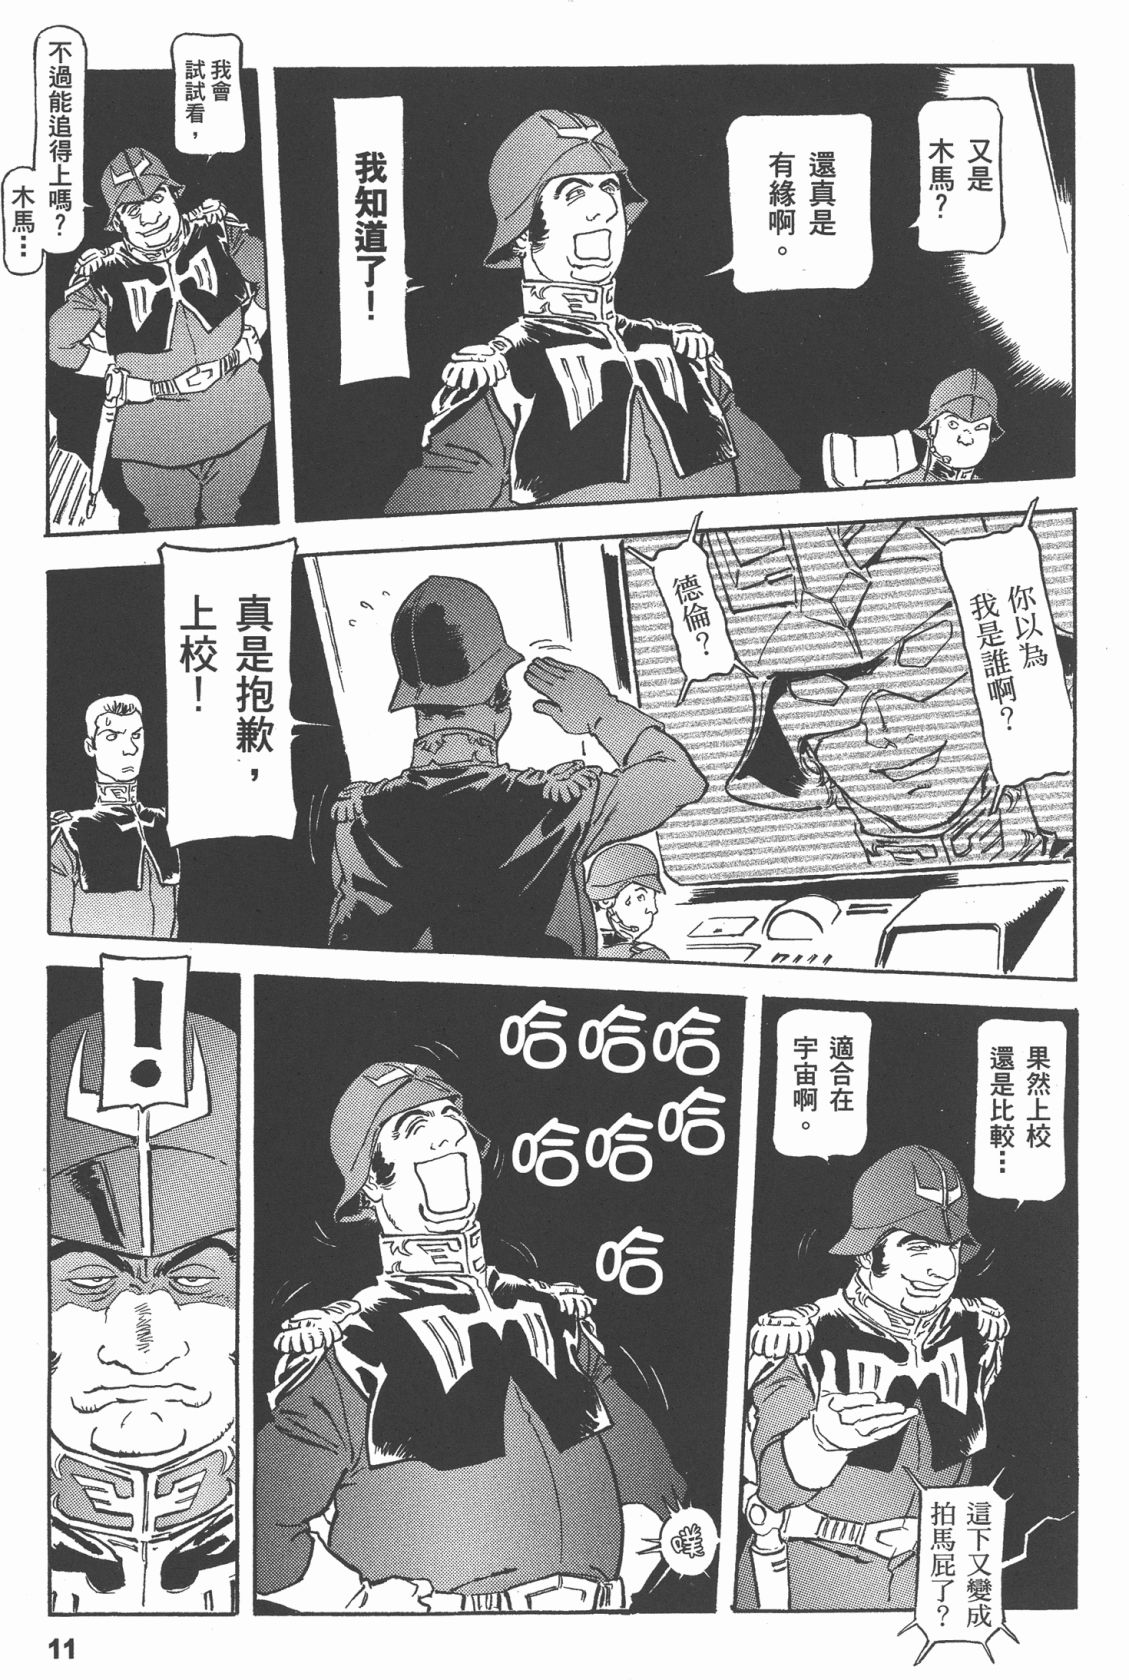 又是
木馬？
還真是
有緣啊。
我知道了！
我會
試試看，
不過能追得上嗎？
木馬…
你以為
我是誰啊？
德倫？
真是抱歉，
上校！
果然上校
還是比較…
適合在
宇宙啊。
這下又變成
拍馬屁了？
哈哈哈
哈哈哈
哈
噗
！
11